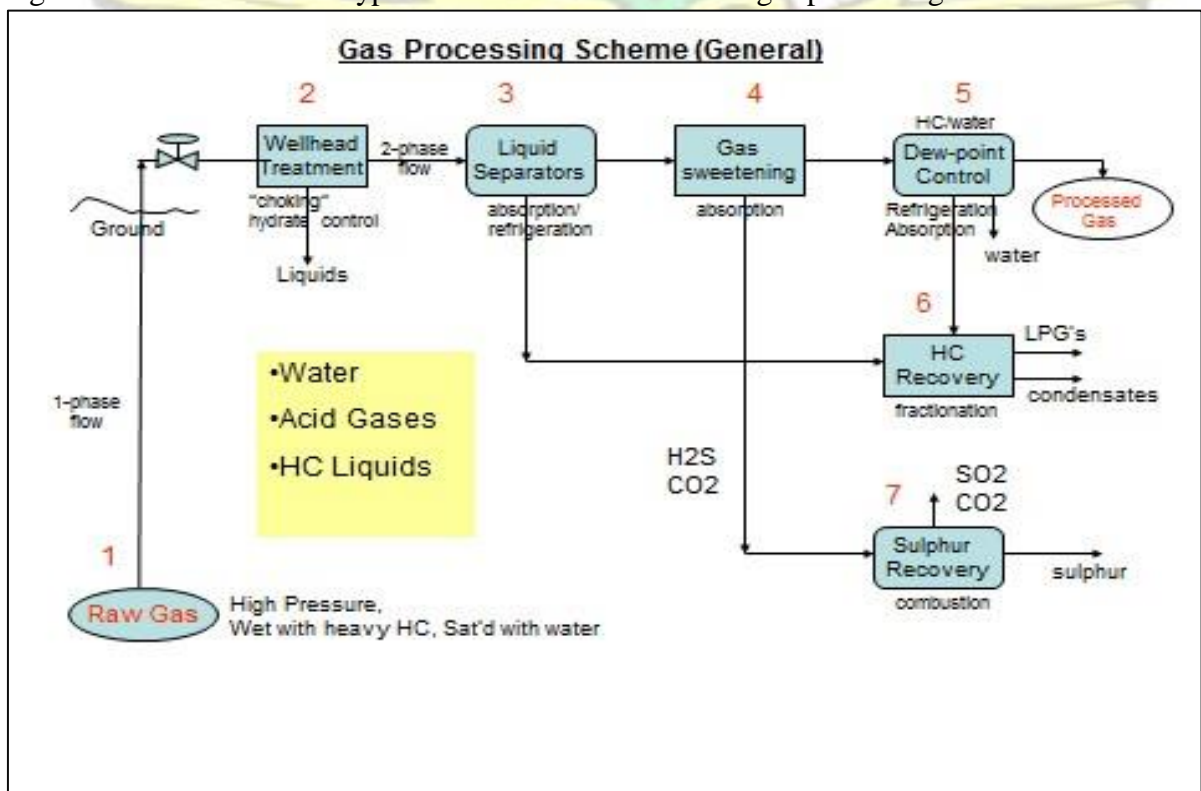 Gas Processing Scheme (General)
1
Raw Gas
High Pressure,
Wet with heavy HC, Sat'd with water
1-phase
flow
Ground
2
Wellhead
Treatment
"choking"
hydrate control
Liquids
2-phase
flow
3
Liquid
Separators
absorption/
refrigeration
4
Gas
sweetening
absorption
5
HC/water
Dew-point
Control
Refrigeration
Absorption
water
Processed
Gas
6
HC
Recovery
fractionation
LPG's
condensates
•Water
•Acid Gases
•HC Liquids
H2S
CO2
7
SO2
CO2
Sulphur
Recovery
combustion
sulphur